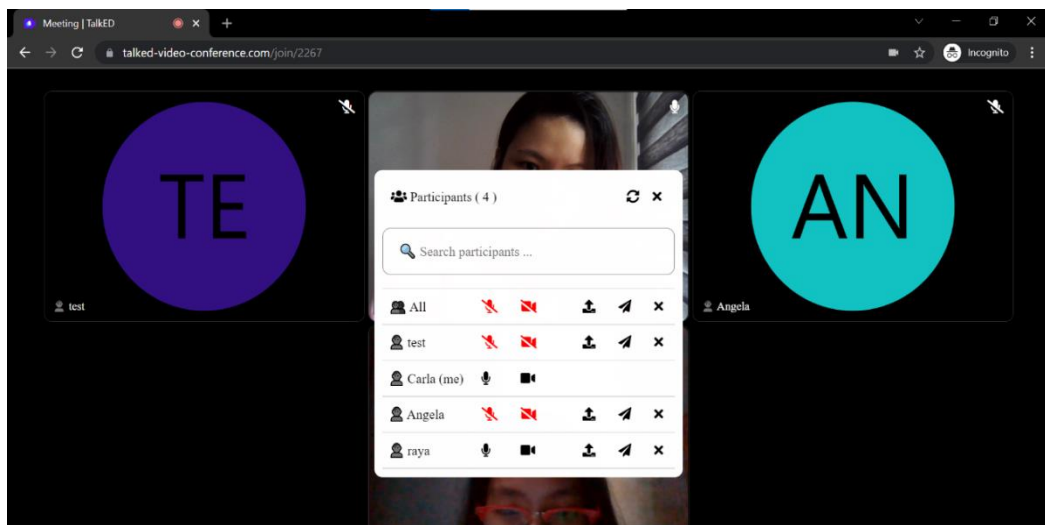 Meeting | TalkED
talked-video-conference.com/join/2267
Incognito
TE
test
AN
Angela
Participants ( 4 )
Search participants ...
All
test
Carla (me)
Angela
raya